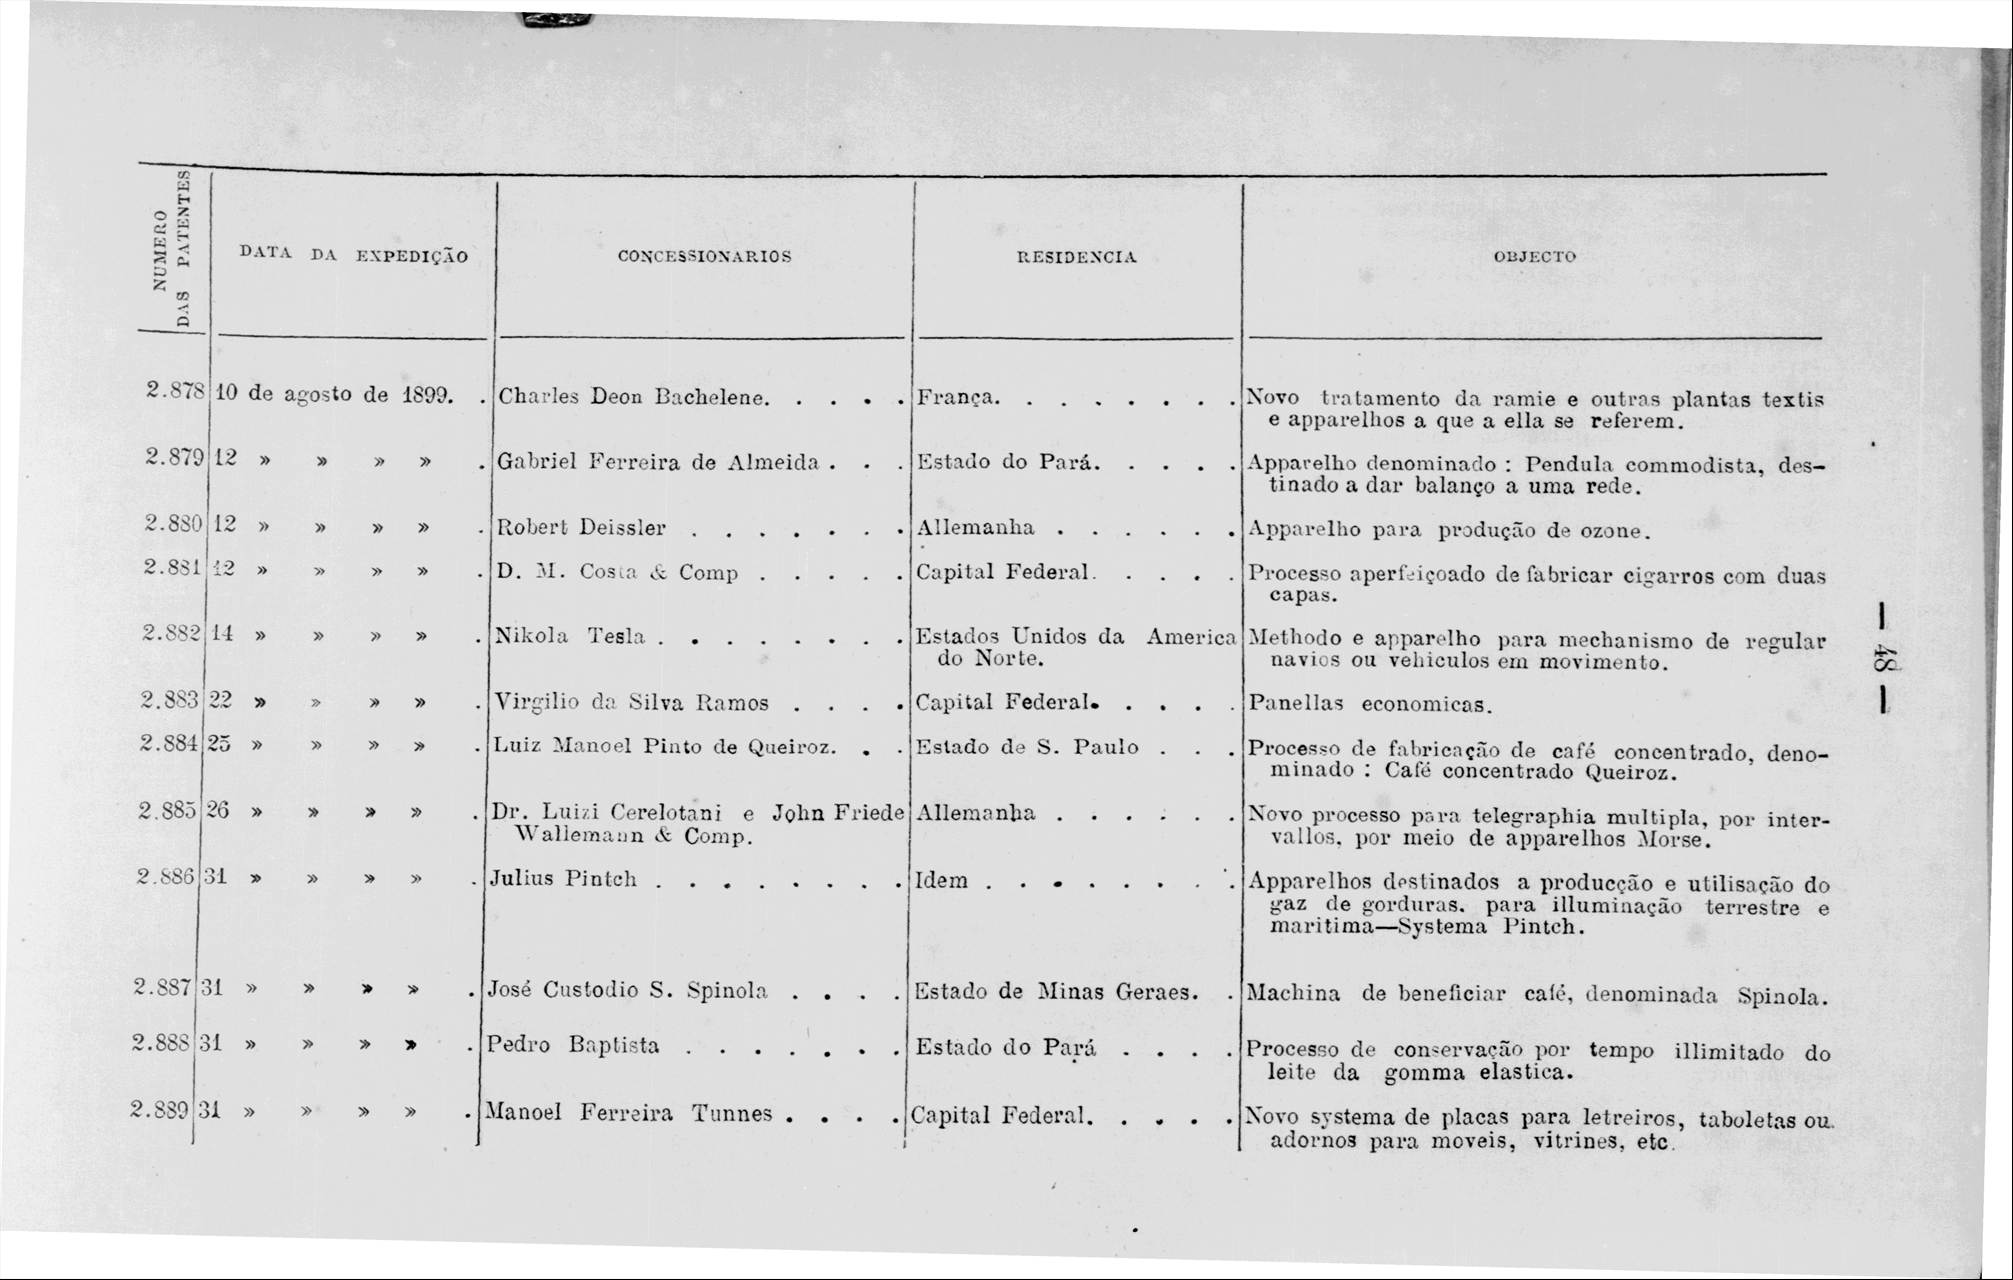 NUMERO DAS PATENTES
DATA DA EXPEDIÇÃO
CONCESSIONARIOS
RESIDENCIA
OBJECTO
2.878 10 de agosto de 1899. . Charles Deon Bachelene. . . . . França. . . . . . . . Novo tratamento da ramie e outras plantas textis
e apparelhos a que a ella se referem.
2.879 12 » » » » . Gabriel Ferreira de Almeida . . . Estado do Pará. . . . . Apparelho denominado : Pendula commodista, des-
tinado a dar balanço a uma rede.
2.880 12 » » » » . Robert Deissler . . . . . . . Allemanha . . . . . . Apparelho para producção de ozone.
2.881 12 » » » » . D. M. Costa & Comp . . . . . Capital Federal. . . . . Processo aperfeiçoado de fabricar cigarros com duas
capas.
2.882 14 » » » » . Nikola Tesla . . . . . . . . Estados Unidos da America Methodo e apparelho para mechanismo de regular
do Norte. navios ou vehiculos em movimento.
2.883 22 » » » » . Virgilio da Silva Ramos . . . . Capital Federal. . . . . Panellas economicas.
2.884 25 » » » » . Luiz Manoel Pinto de Queiroz. . . Estado de S. Paulo . . . Processo de fabricação de café concentrado, deno-
minado : Café concentrado Queiroz.
2.885 26 » » » » . Dr. Luizi Cerelotani e John Friede Allemanha . . . . . . Novo processo para telegraphia multipla, por inter-
Wallemann & Comp. vallos, por meio de apparelhos Morse.
2.886 31 » » » » . Julius Pintch . . . . . . . . Idem . . . . . . . . Apparelhos destinados a producção e utilisação do
gaz de gorduras. para illuminação terrestre e
maritima—Systema Pintch.
2.887 31 » » » » . José Custodio S. Spinola . . . . Estado de Minas Geraes. . Machina de beneficiar café, denominada Spinola.
2.888 31 » » » » . Pedro Baptista . . . . . . . Estado do Pará . . . . Processo de conservação por tempo illimitado do
leite da gomma elastica.
2.889 31 » » » » . Manoel Ferreira Tunnes . . . . Capital Federal. . . . . Novo systema de placas para letreiros, taboletas ou
adornos para moveis, vitrines, etc.
— 48 —